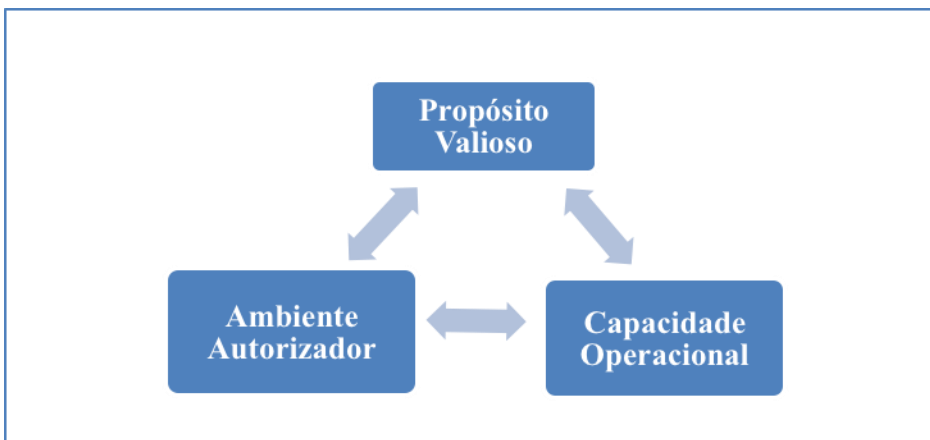 Propósito
Valioso
Ambiente
Autorizador
Capacidade
Operacional